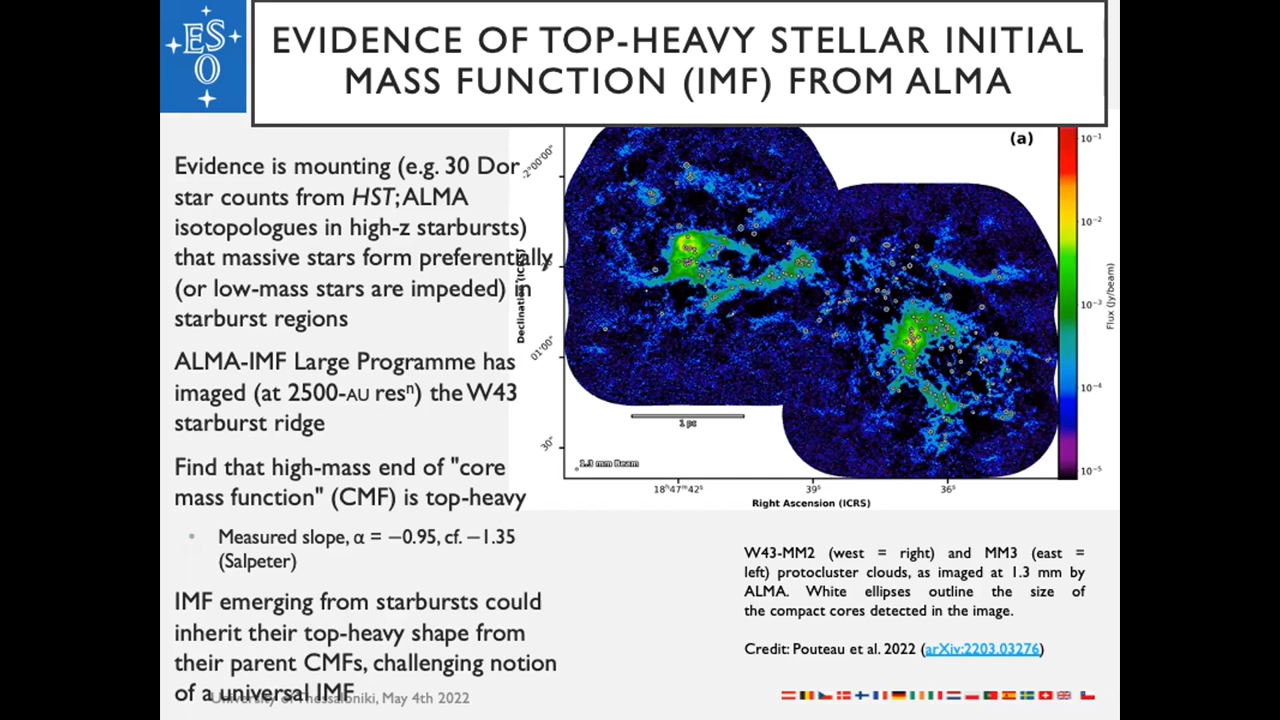 ES
O
EVIDENCE OF TOP-HEAVY STELLAR INITIAL
MASS FUNCTION (IMF) FROM ALMA
Evidence is mounting (e.g. 30 Dor
star counts from HST; ALMA
isotopologues in high-z starbursts)
that massive stars form preferentially
(or low-mass stars are impeded) in
starburst regions
ALMA-IMF Large Programme has
imaged (at 2500-AU resⁿ) the W43
starburst ridge
Find that high-mass end of "core
mass function" (CMF) is top-heavy
• Measured slope, α = −0.95, cf. −1.35
(Salpeter)
IMF emerging from starbursts could
inherit their top-heavy shape from
their parent CMFs, challenging notion
of a universal IMF
University of Thessaloniki, May 4th 2022
(a)
-2°00'00"
01'00"
30"
Declination (ICRS)
1 pc
1.3 mm Beam
18ʰ47ᵐ42ˢ
39ˢ
36ˢ
Right Ascension (ICRS)
10⁻¹
10⁻²
10⁻³
10⁻⁴
10⁻⁵
Flux (Jy/beam)
W43-MM2 (west = right) and MM3 (east =
left) protocluster clouds, as imaged at 1.3 mm by
ALMA. White ellipses outline the size of
the compact cores detected in the image.
Credit: Pouteau et al. 2022 (arXiv:2203.03276)